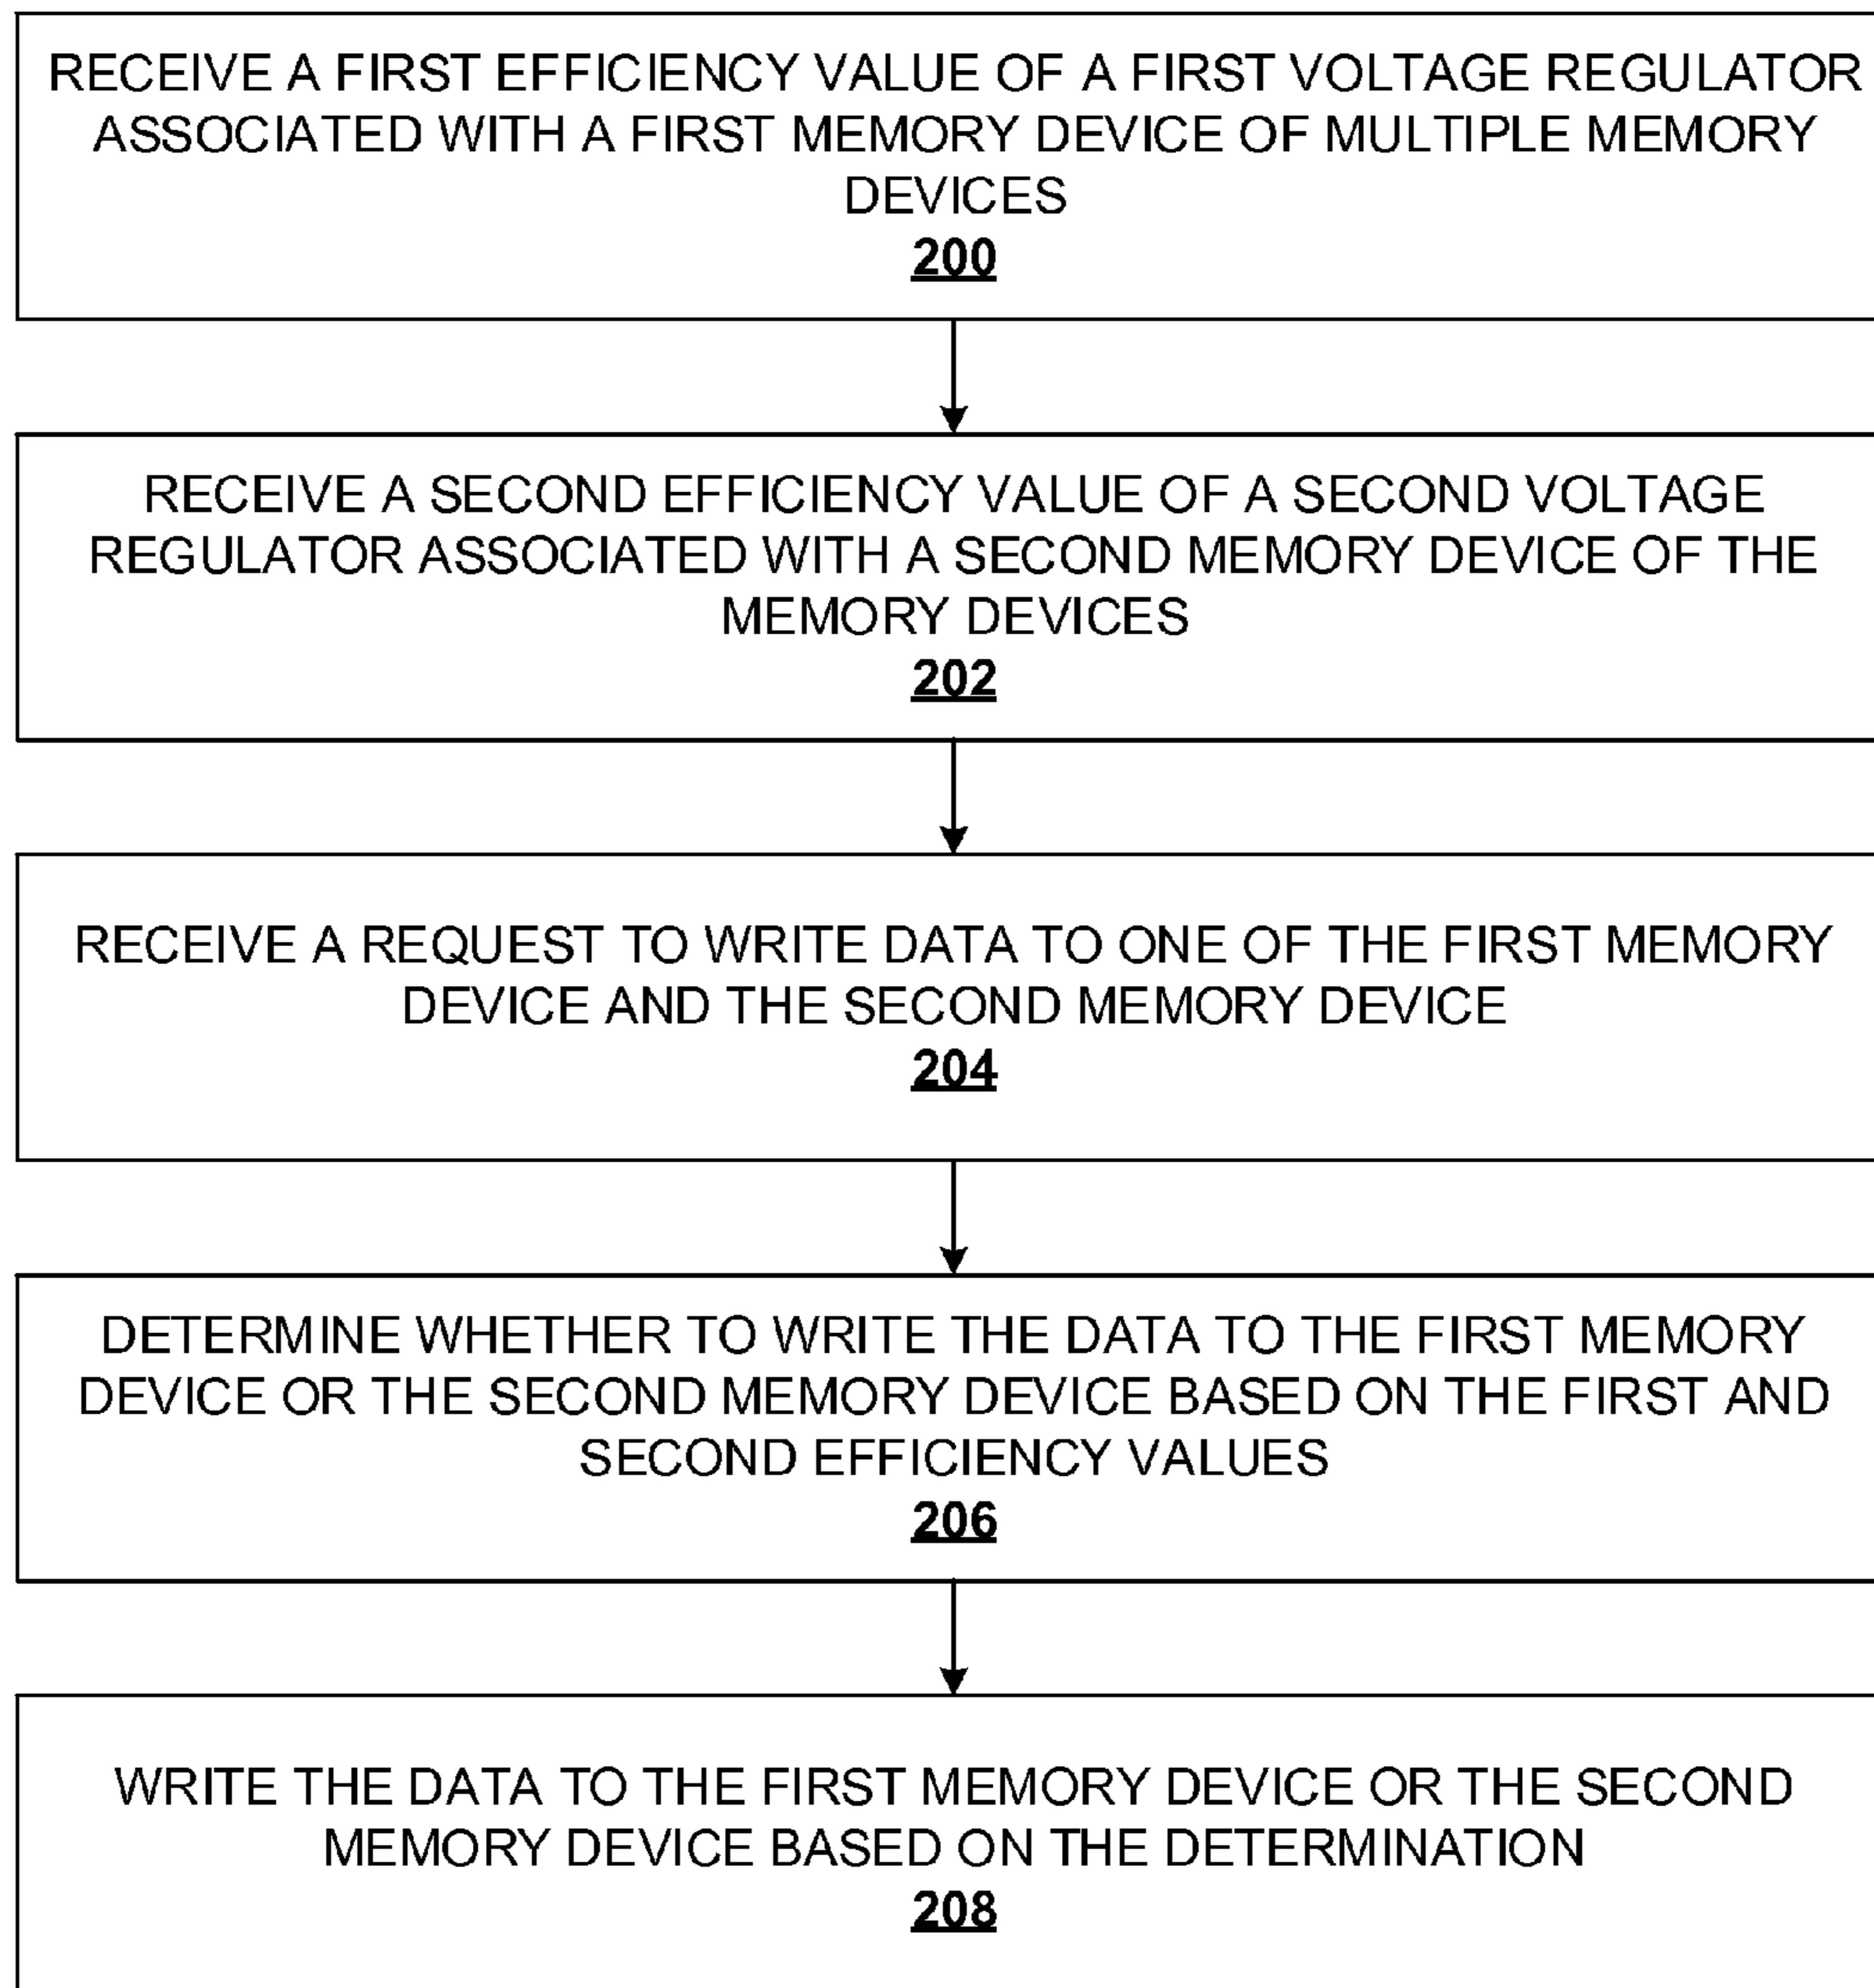 RECEIVE A FIRST EFFICIENCY VALUE OF A FIRST VOLTAGE REGULATOR
ASSOCIATED WITH A FIRST MEMORY DEVICE OF MULTIPLE MEMORY
DEVICES
200
RECEIVE A SECOND EFFICIENCY VALUE OF A SECOND VOLTAGE
REGULATOR ASSOCIATED WITH A SECOND MEMORY DEVICE OF THE
MEMORY DEVICES
202
RECEIVE A REQUEST TO WRITE DATA TO ONE OF THE FIRST MEMORY
DEVICE AND THE SECOND MEMORY DEVICE
204
DETERMINE WHETHER TO WRITE THE DATA TO THE FIRST MEMORY
DEVICE OR THE SECOND MEMORY DEVICE BASED ON THE FIRST AND
SECOND EFFICIENCY VALUES
206
WRITE THE DATA TO THE FIRST MEMORY DEVICE OR THE SECOND
MEMORY DEVICE BASED ON THE DETERMINATION
208